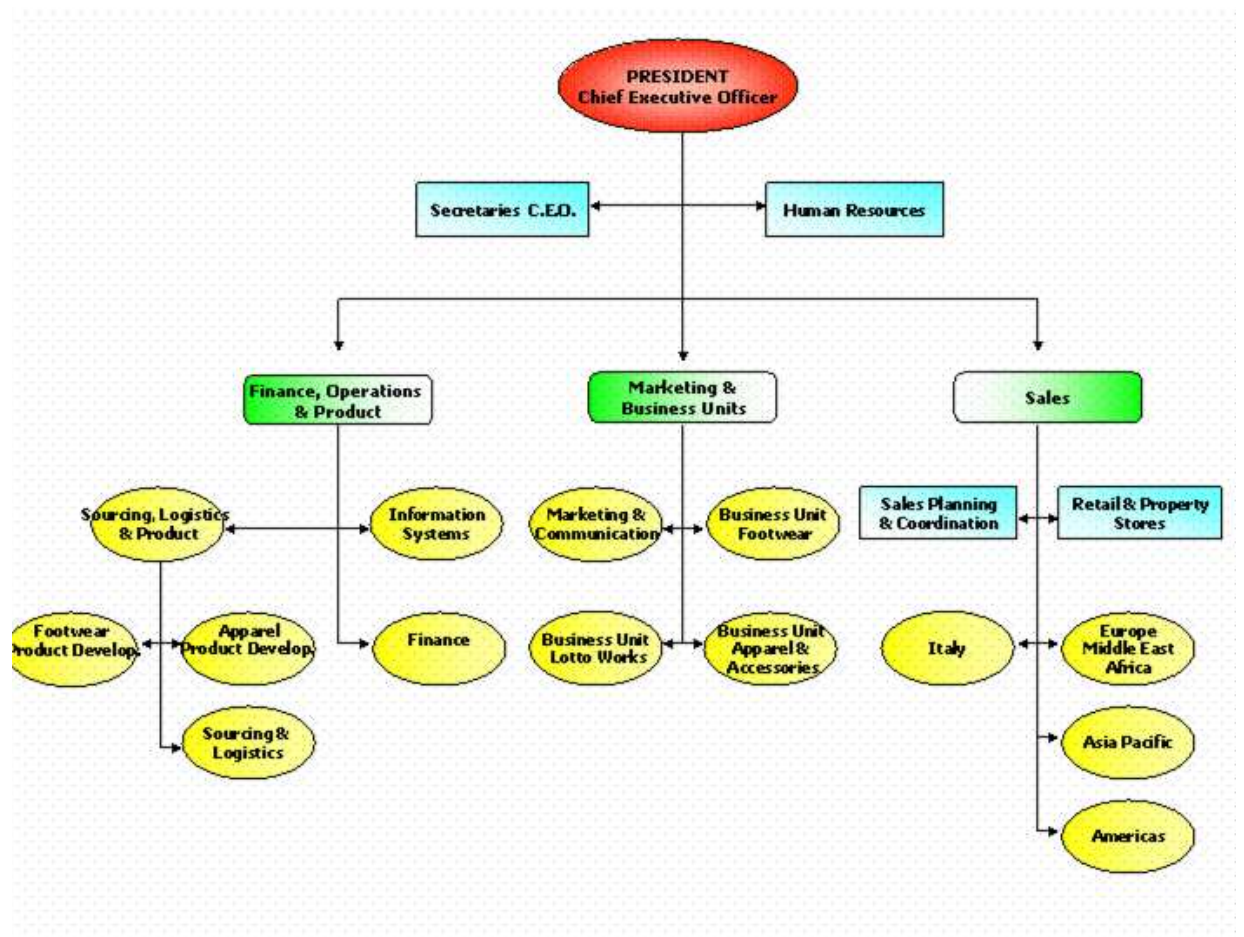 PRESIDENT
Chief Executive Officer
Secretaries C.E.O.
Human Resources
Finance, Operations
& Product
Marketing &
Business Units
Sales
Sourcing, Logistics
& Product
Information
Systems
Marketing &
Communication
Business Unit
Footwear
Sales Planning
& Coordination
Retail & Property
Stores
Footwear
Product Develop.
Apparel
Product Develop.
Finance
Business Unit
Lotto Works
Business Unit
Apparel &
Accessories
Italy
Europe
Middle East
Africa
Sourcing &
Logistics
Asia Pacific
Americas